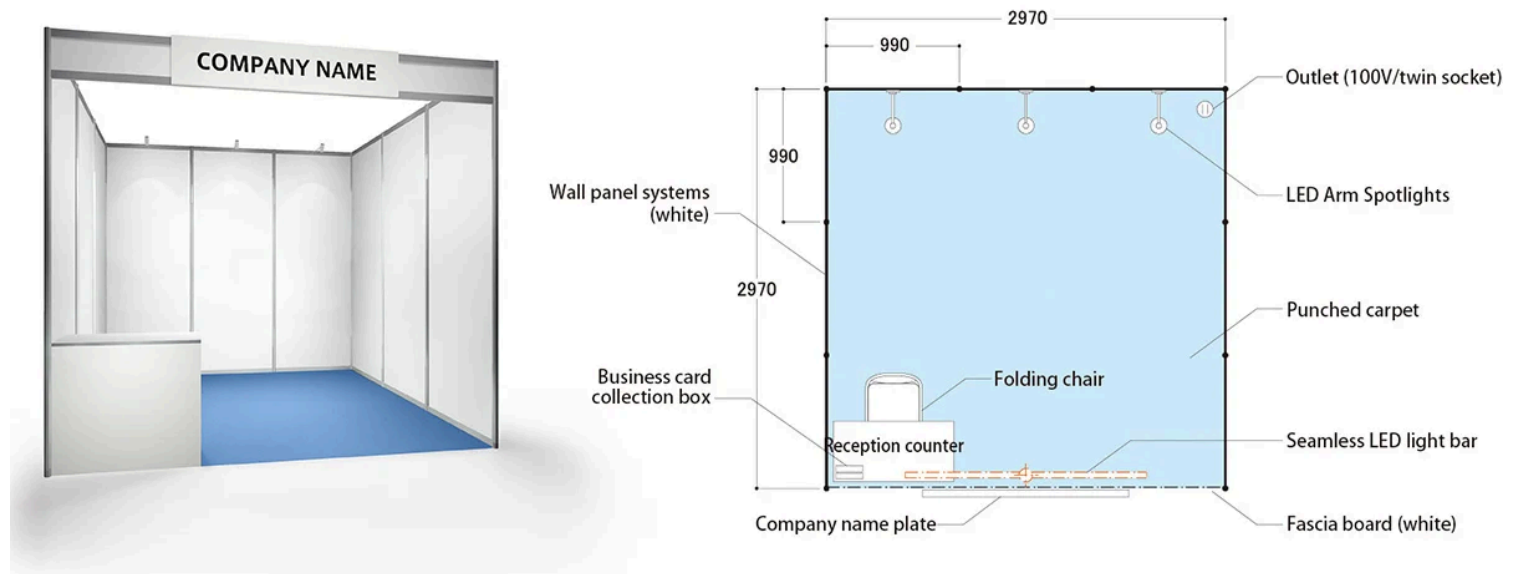 COMPANY NAME
2970
990
Outlet (100V/twin socket)
990
Wall panel systems
(white)
LED Arm Spotlights
2970
Punched carpet
Business card
collection box
Folding chair
Reception counter
Seamless LED light bar
Company name plate
Fascia board (white)